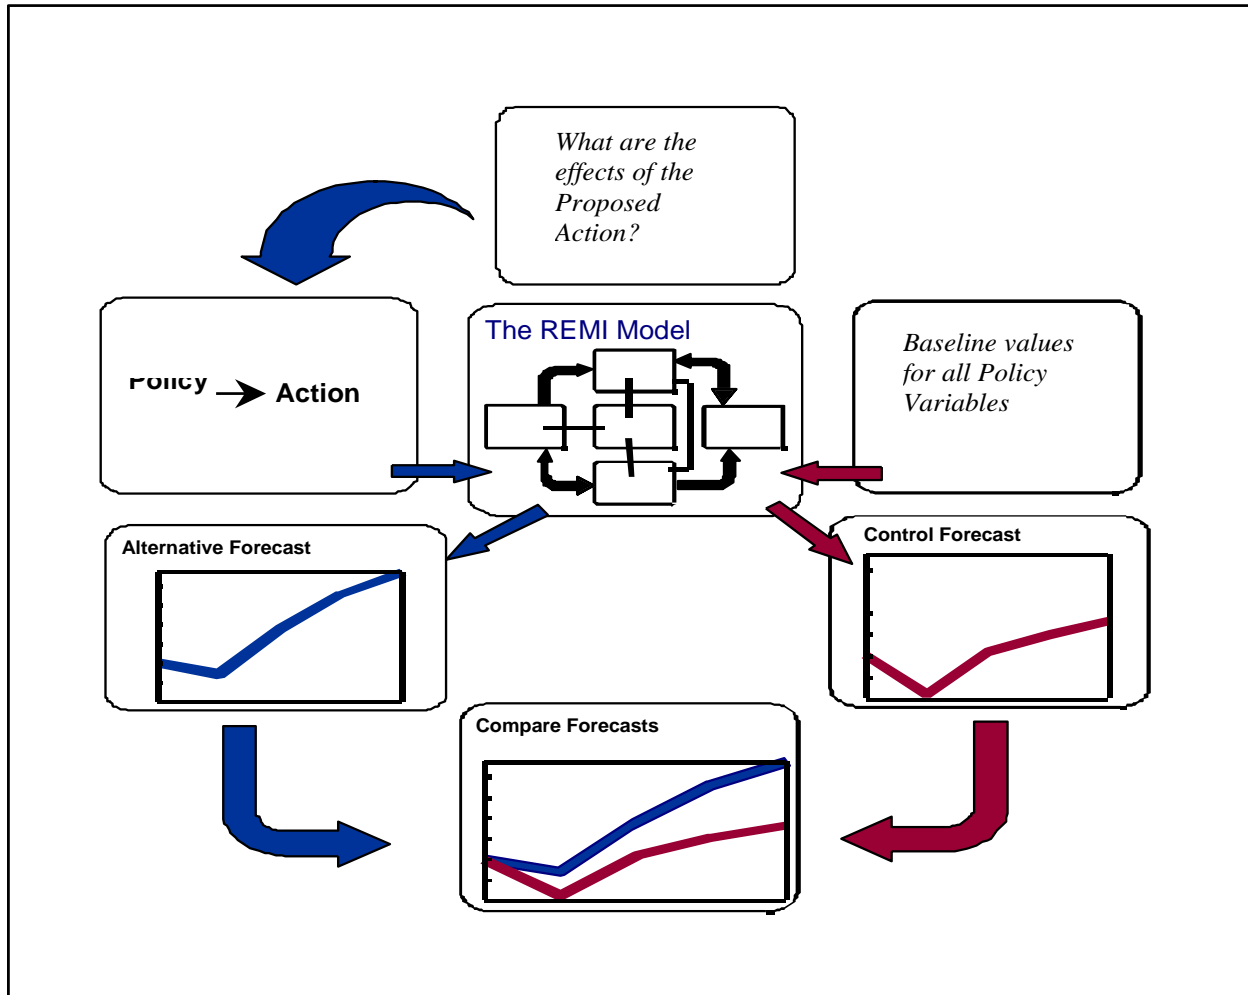 What are the
effects of the
Proposed
Action?
The REMI Model
Policy Action
Baseline values
for all Policy
Variables
Alternative Forecast
Control Forecast
Compare Forecasts